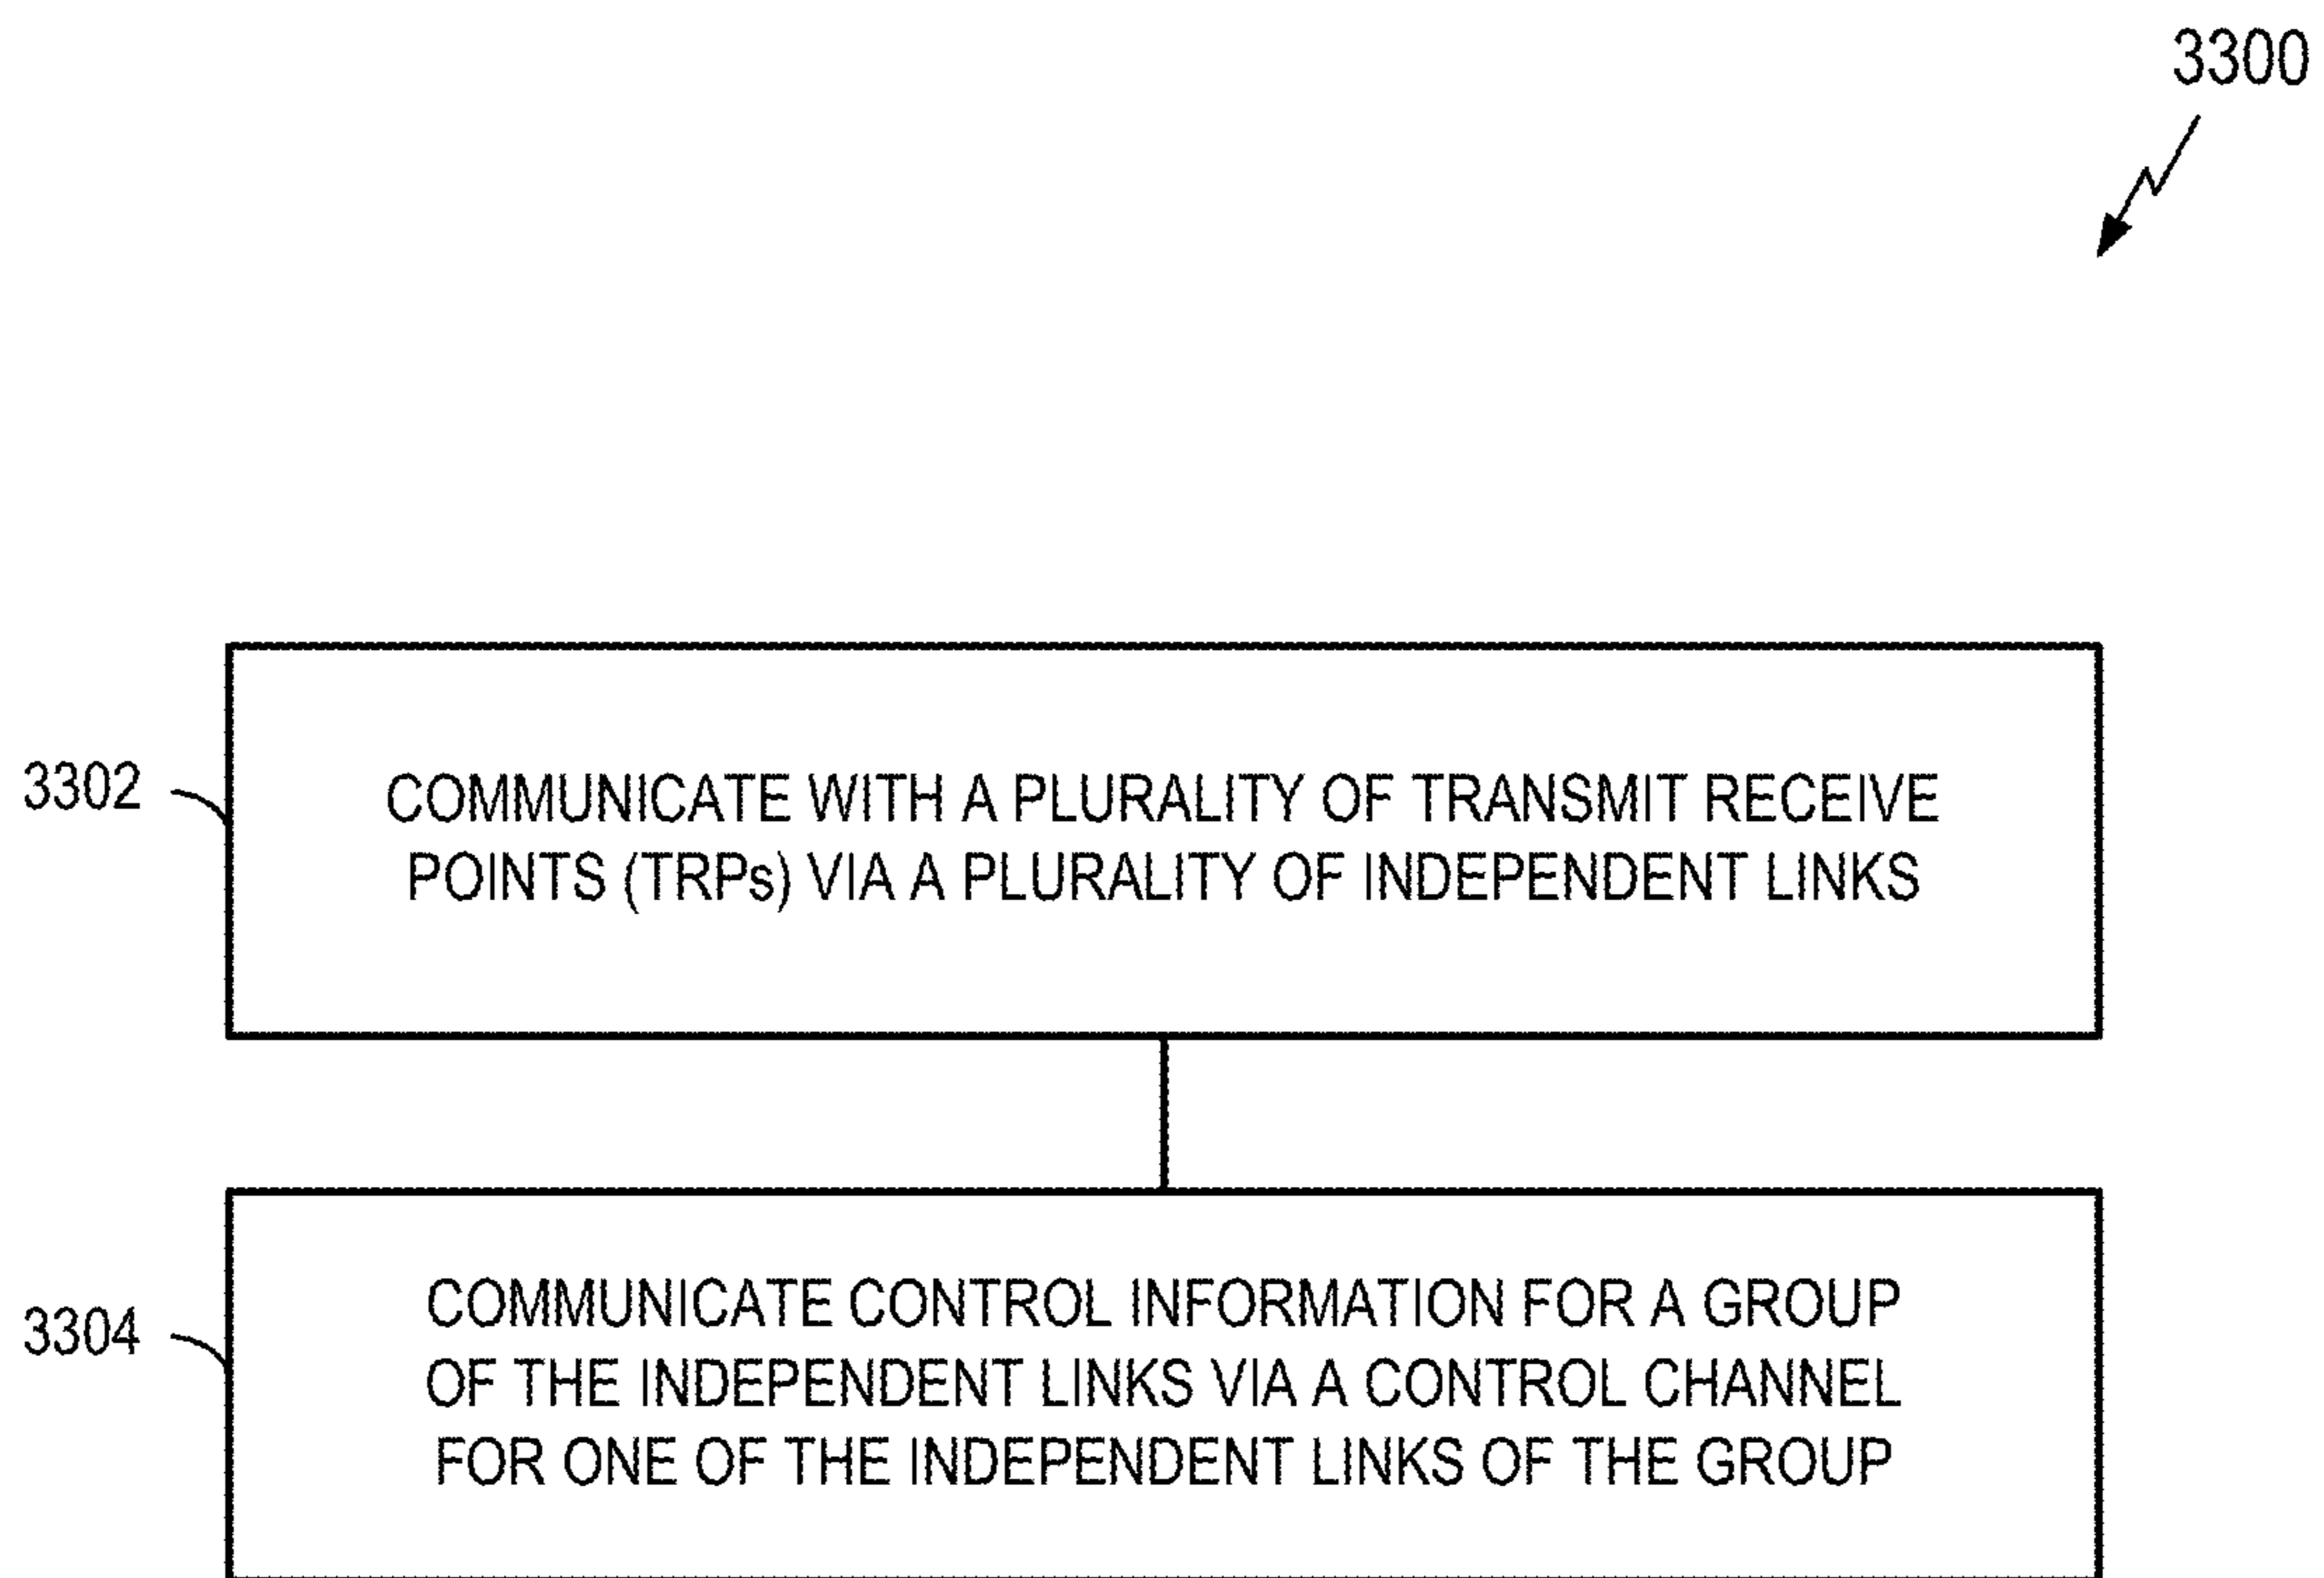 3300
3302
COMMUNICATE WITH A PLURALITY OF TRANSMIT RECEIVE
POINTS (TRPs) VIA A PLURALITY OF INDEPENDENT LINKS
3304
COMMUNICATE CONTROL INFORMATION FOR A GROUP
OF THE INDEPENDENT LINKS VIA A CONTROL CHANNEL
FOR ONE OF THE INDEPENDENT LINKS OF THE GROUP